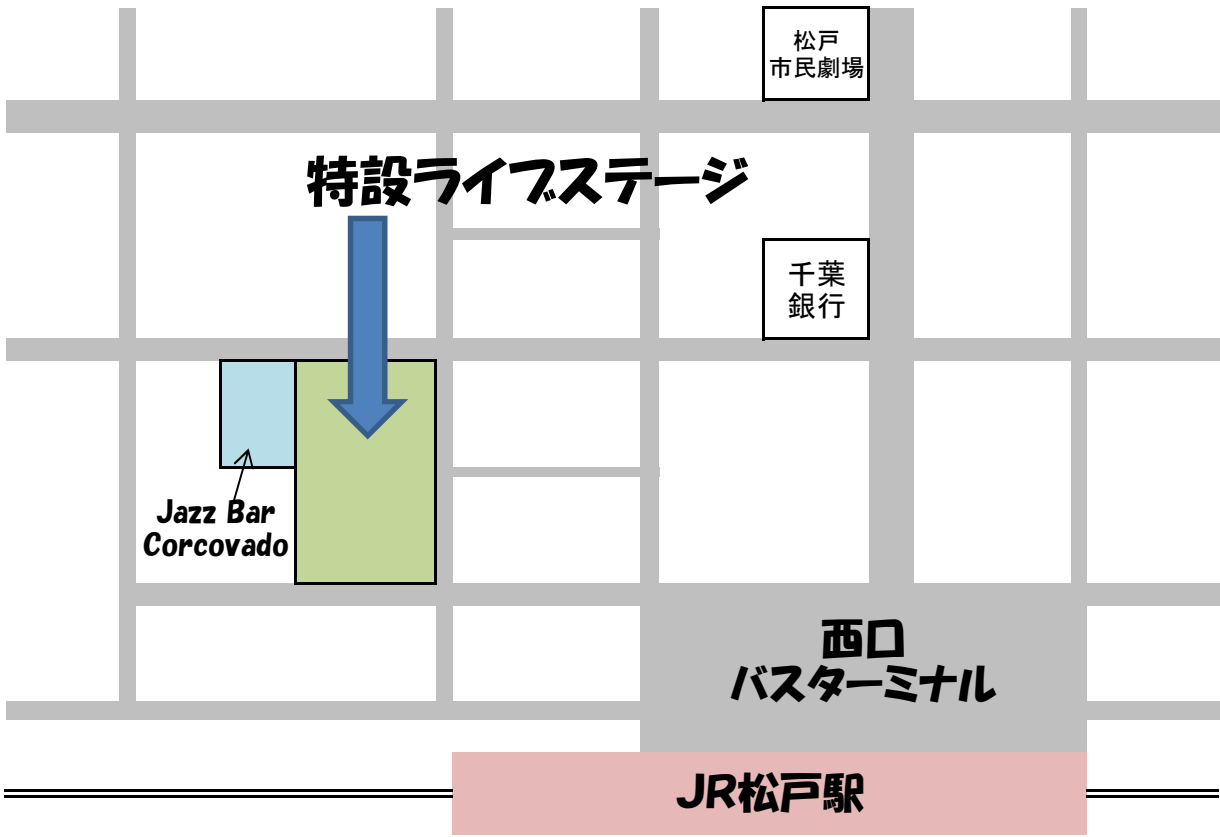 松戸
市民劇場
特設ライブステージ
千葉
銀行
Jazz Bar
Corcovado
西口
バスターミナル
JR松戸駅